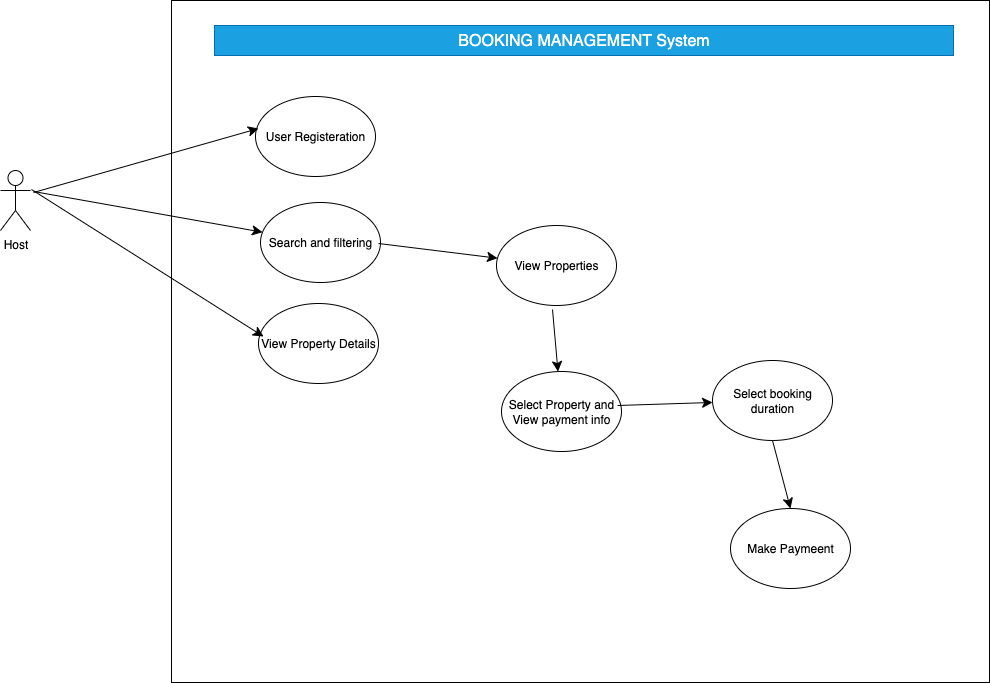 BOOKING MANAGEMENT System
User Registeration
Host
Search and filtering
View Properties
View Property Details
Select Property and
View payment info
Select booking
duration
Make Paymeent